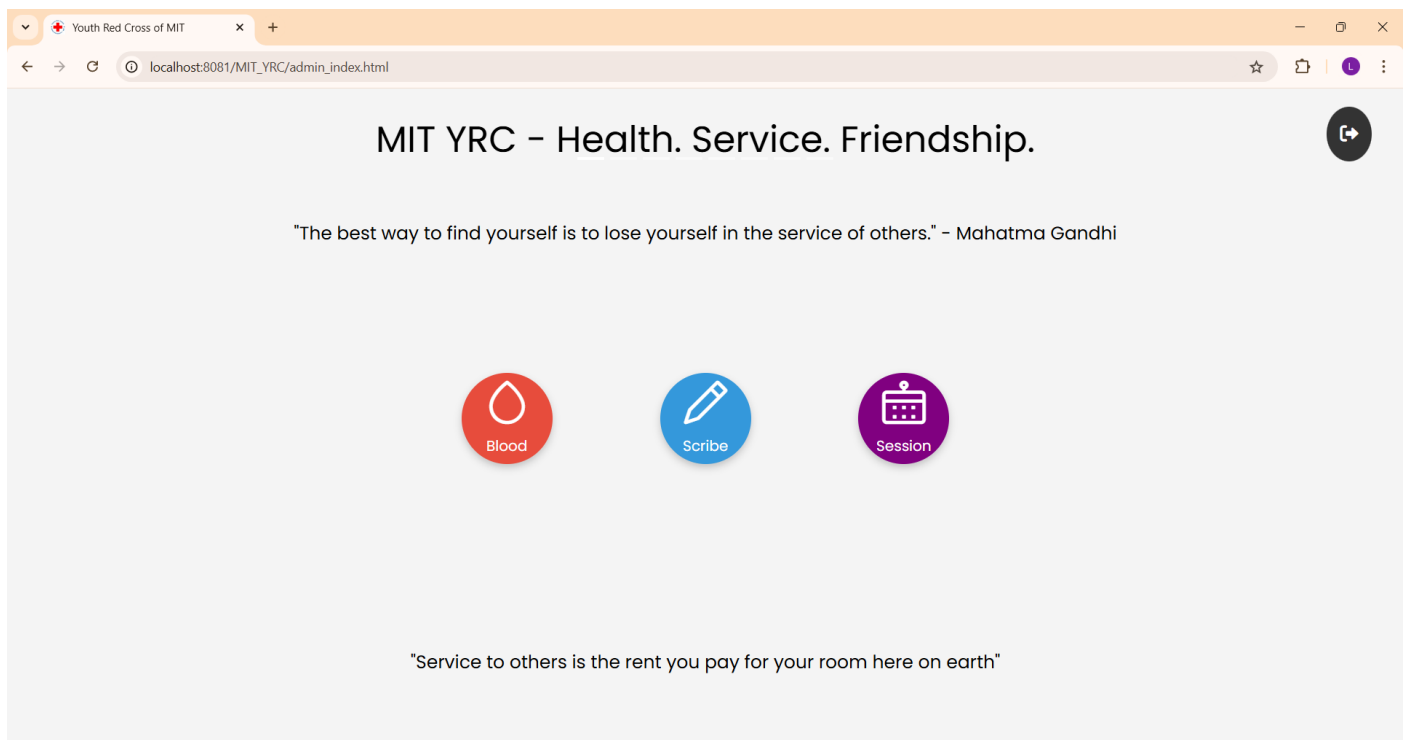 Youth Red Cross of MIT
localhost:8081/MIT_YRC/admin_index.html
L
MIT YRC - Health. Service. Friendship.
"The best way to find yourself is to lose yourself in the service of others." - Mahatma Gandhi
Blood Scribe Session
"Service to others is the rent you pay for your room here on earth"